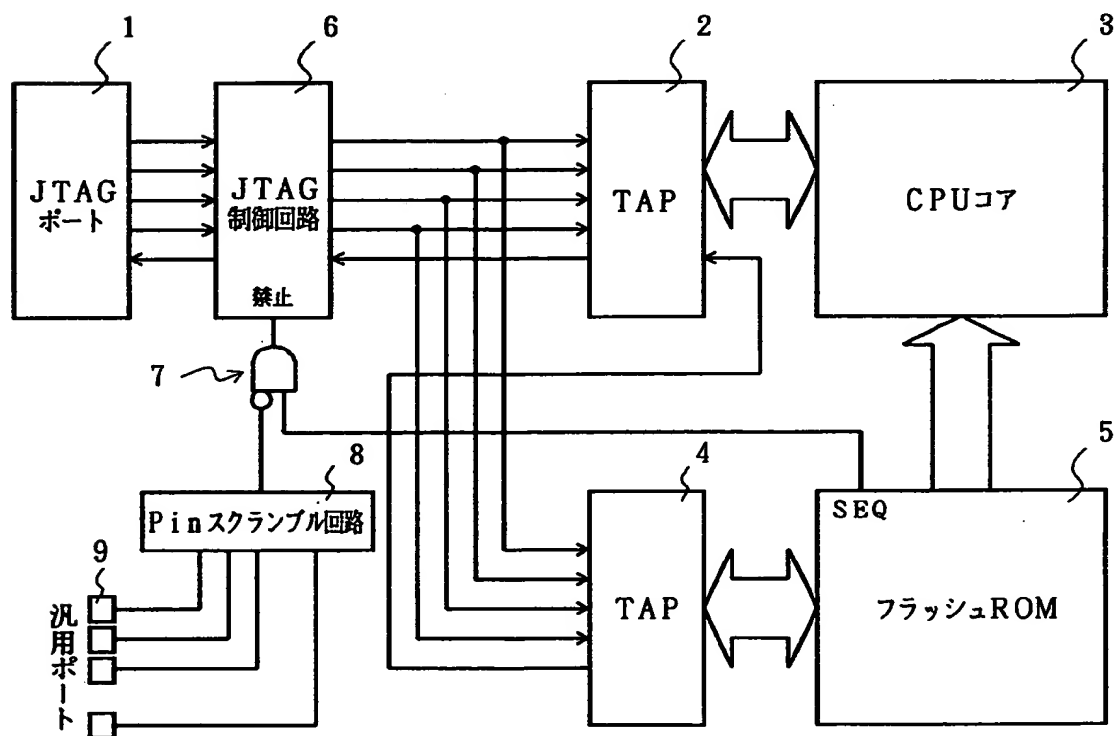 1
6
2
3
JTAG
ポート
JTAG
制御回路
禁止
TAP
CPUコア
7
8
Pinスクランブル回路
9
汎用ポート
4
TAP
5
SEQ
フラッシュROM